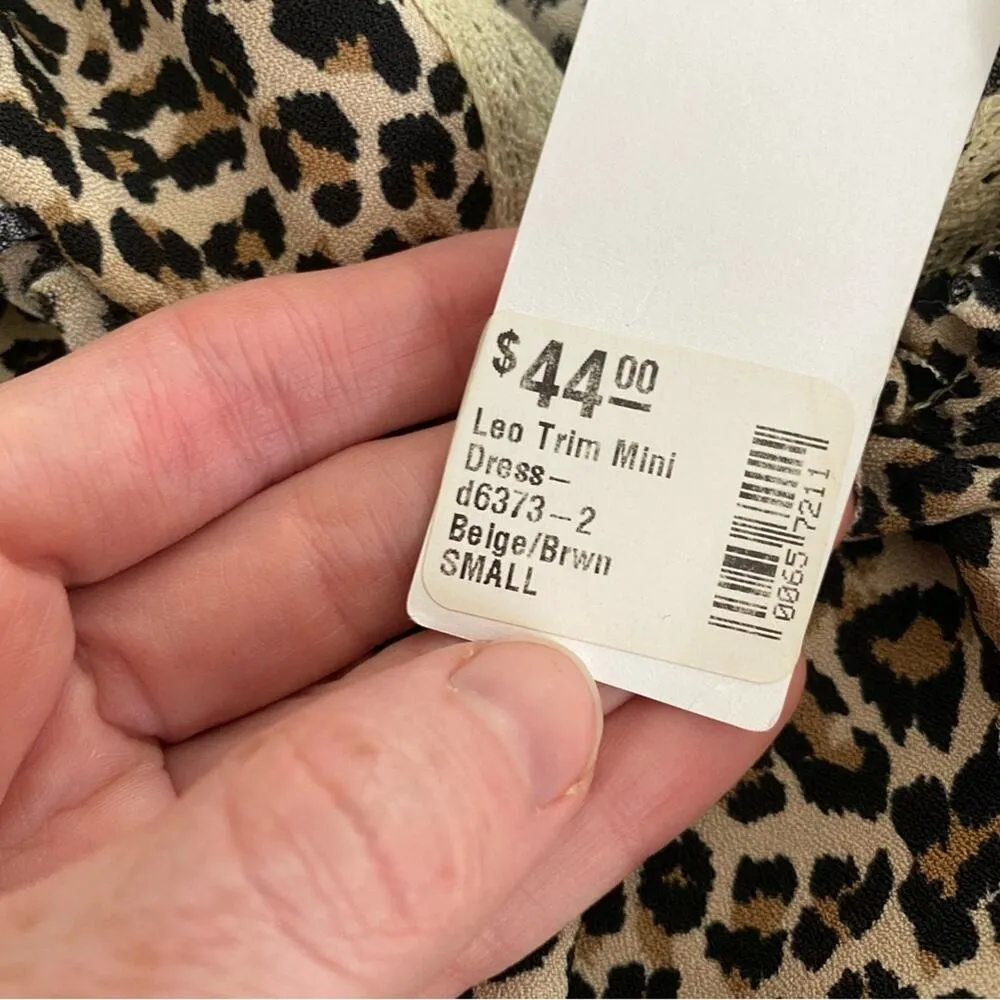 $44.00
Leo Trim Mini
Dress-
d6373-2
Beige/Brwn
SMALL
00657211